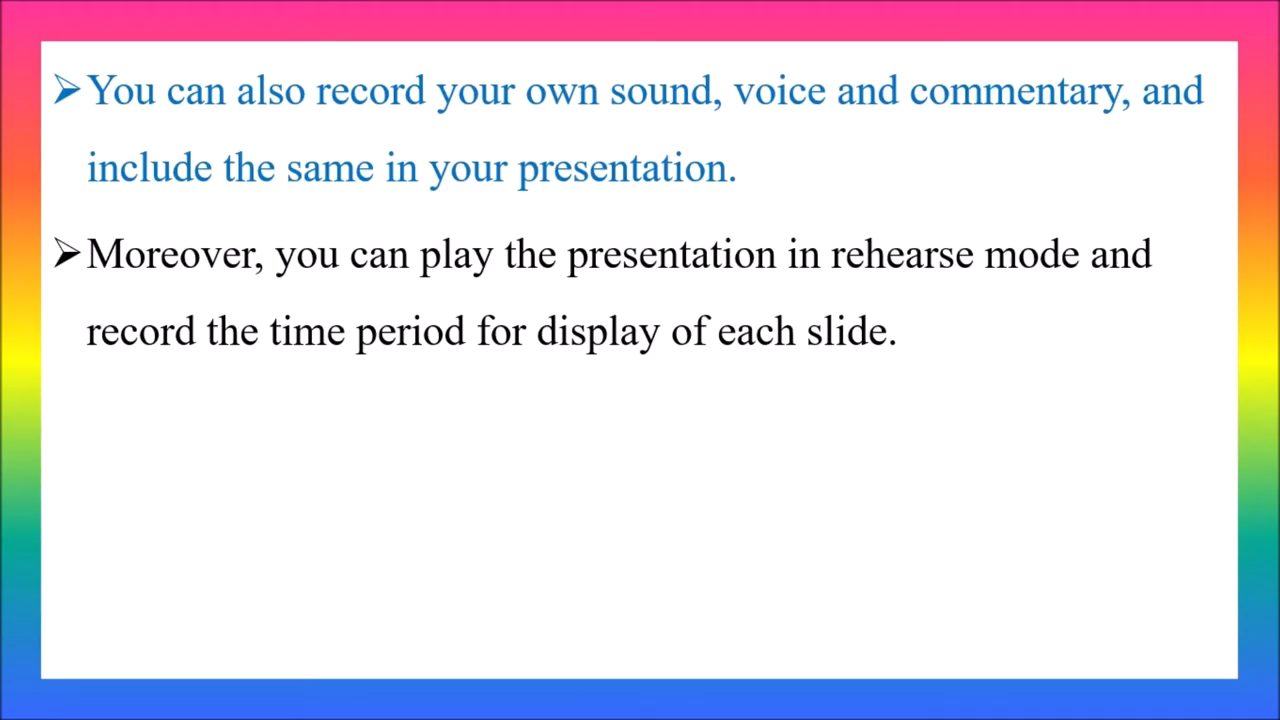 ➢You can also record your own sound, voice and commentary, and
include the same in your presentation.
➢Moreover, you can play the presentation in rehearse mode and
record the time period for display of each slide.